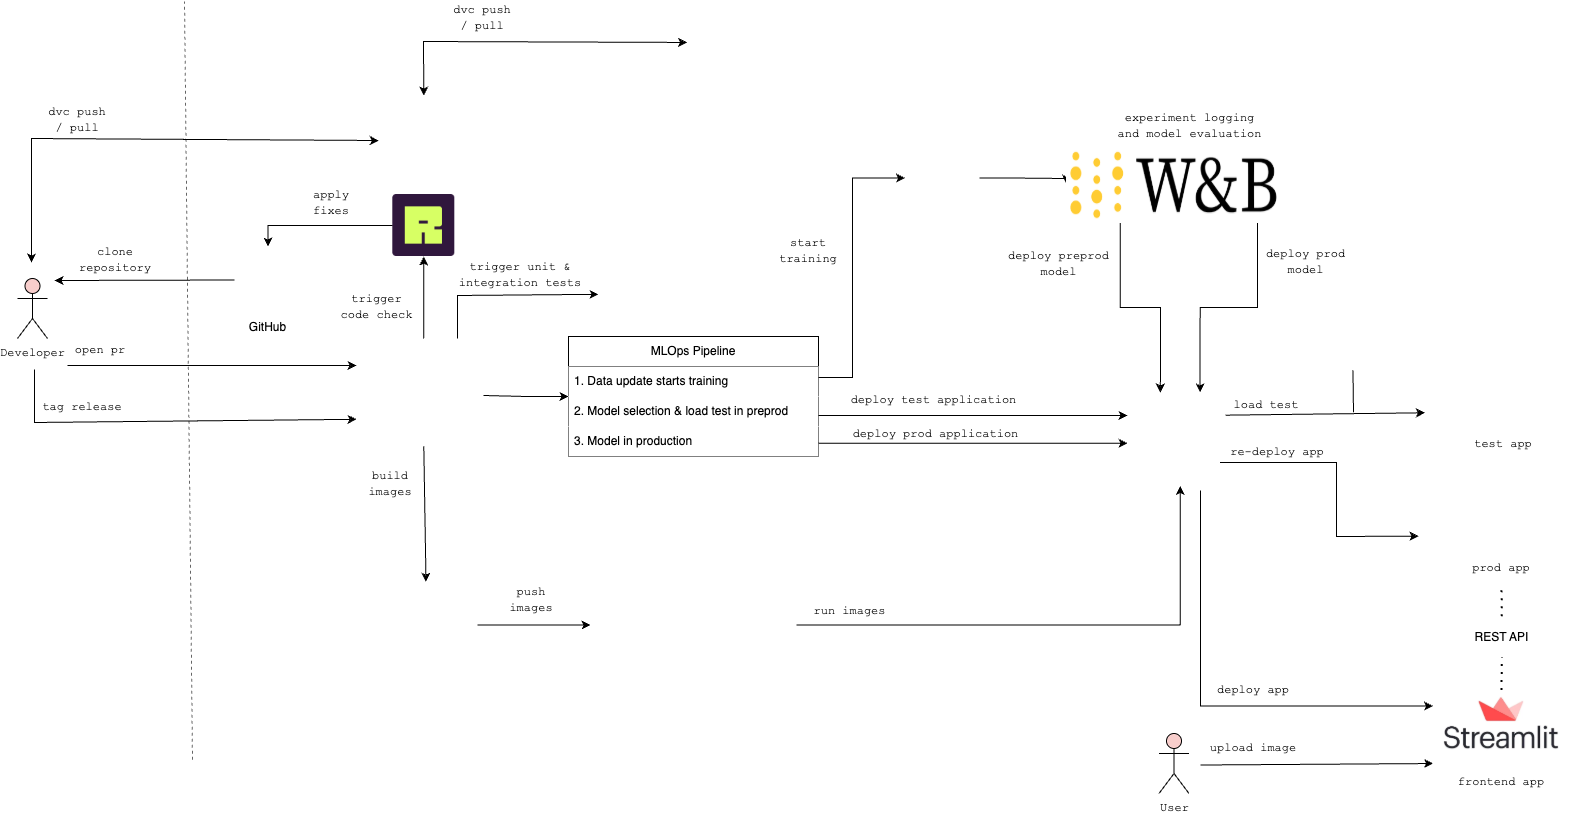 dvc push
/ pull
dvc push
/ pull
experiment logging
and model evaluation
W&B
apply
fixes
R
start
training
clone
repository
trigger unit &
integration tests
deploy preprod
model
deploy prod
model
trigger
code check
GitHub
Developer
open pr
MLOps Pipeline
1. Data update starts training
2. Model selection & load test in preprod
3. Model in production
tag release
deploy test application
deploy prod application
load test
test app
re-deploy app
build
images
prod app
push
images
run images
REST API
deploy app
Streamlit
upload image
frontend app
User